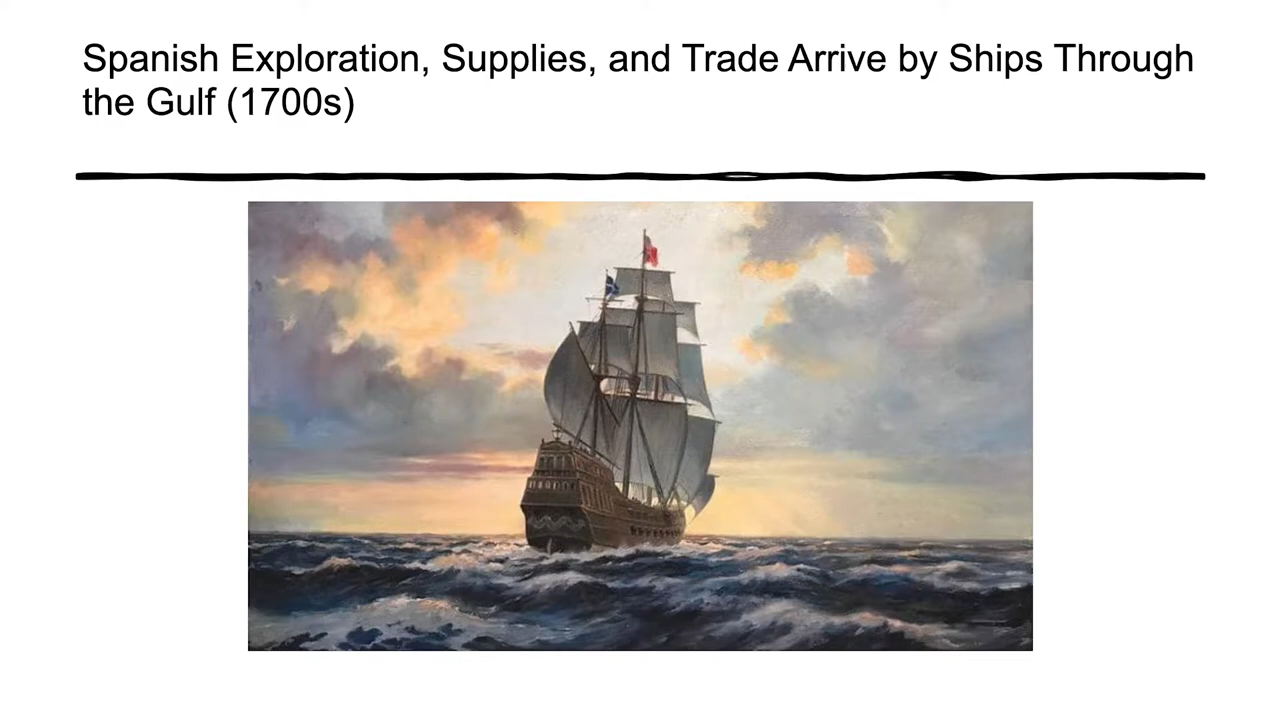 Spanish Exploration, Supplies, and Trade Arrive by Ships Through
the Gulf (1700s)